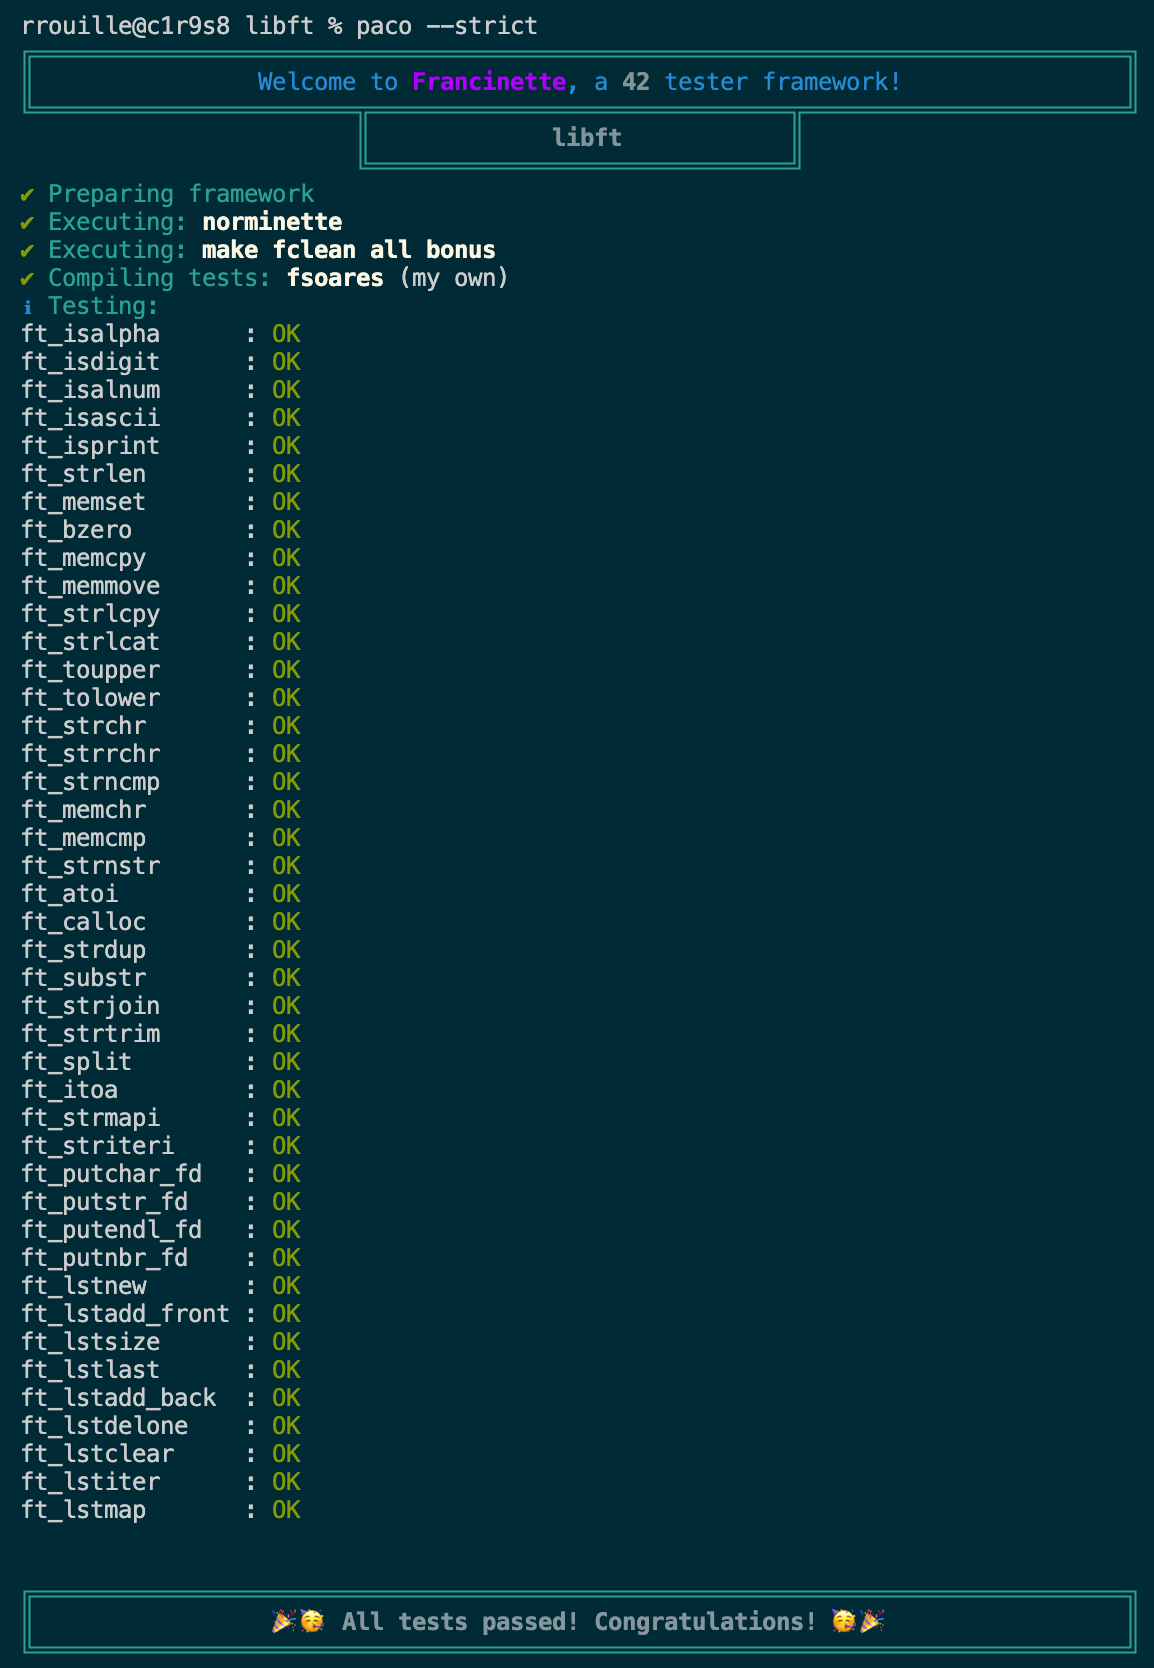 rrouille@c1r9s8 libft % paco --strict
Welcome to Francinette, a 42 tester framework!
libft
✔ Preparing framework
✔ Executing: norminette
✔ Executing: make fclean all bonus
✔ Compiling tests: fsoares (my own)
ℹ Testing:
ft_isalpha      : OK
ft_isdigit      : OK
ft_isalnum      : OK
ft_isascii      : OK
ft_isprint      : OK
ft_strlen       : OK
ft_memset       : OK
ft_bzero        : OK
ft_memcpy       : OK
ft_memmove      : OK
ft_strlcpy      : OK
ft_strlcat      : OK
ft_toupper      : OK
ft_tolower      : OK
ft_strchr       : OK
ft_strrchr      : OK
ft_strncmp      : OK
ft_memchr       : OK
ft_memcmp       : OK
ft_strnstr      : OK
ft_atoi         : OK
ft_calloc       : OK
ft_strdup       : OK
ft_substr       : OK
ft_strjoin      : OK
ft_strtrim      : OK
ft_split        : OK
ft_itoa         : OK
ft_strmapi      : OK
ft_striteri     : OK
ft_putchar_fd   : OK
ft_putstr_fd    : OK
ft_putendl_fd   : OK
ft_putnbr_fd    : OK
ft_lstnew       : OK
ft_lstadd_front : OK
ft_lstsize      : OK
ft_lstlast      : OK
ft_lstadd_back  : OK
ft_lstdelone    : OK
ft_lstclear     : OK
ft_lstiter      : OK
ft_lstmap       : OK
🎉🥳 All tests passed! Congratulations! 🥳🎉